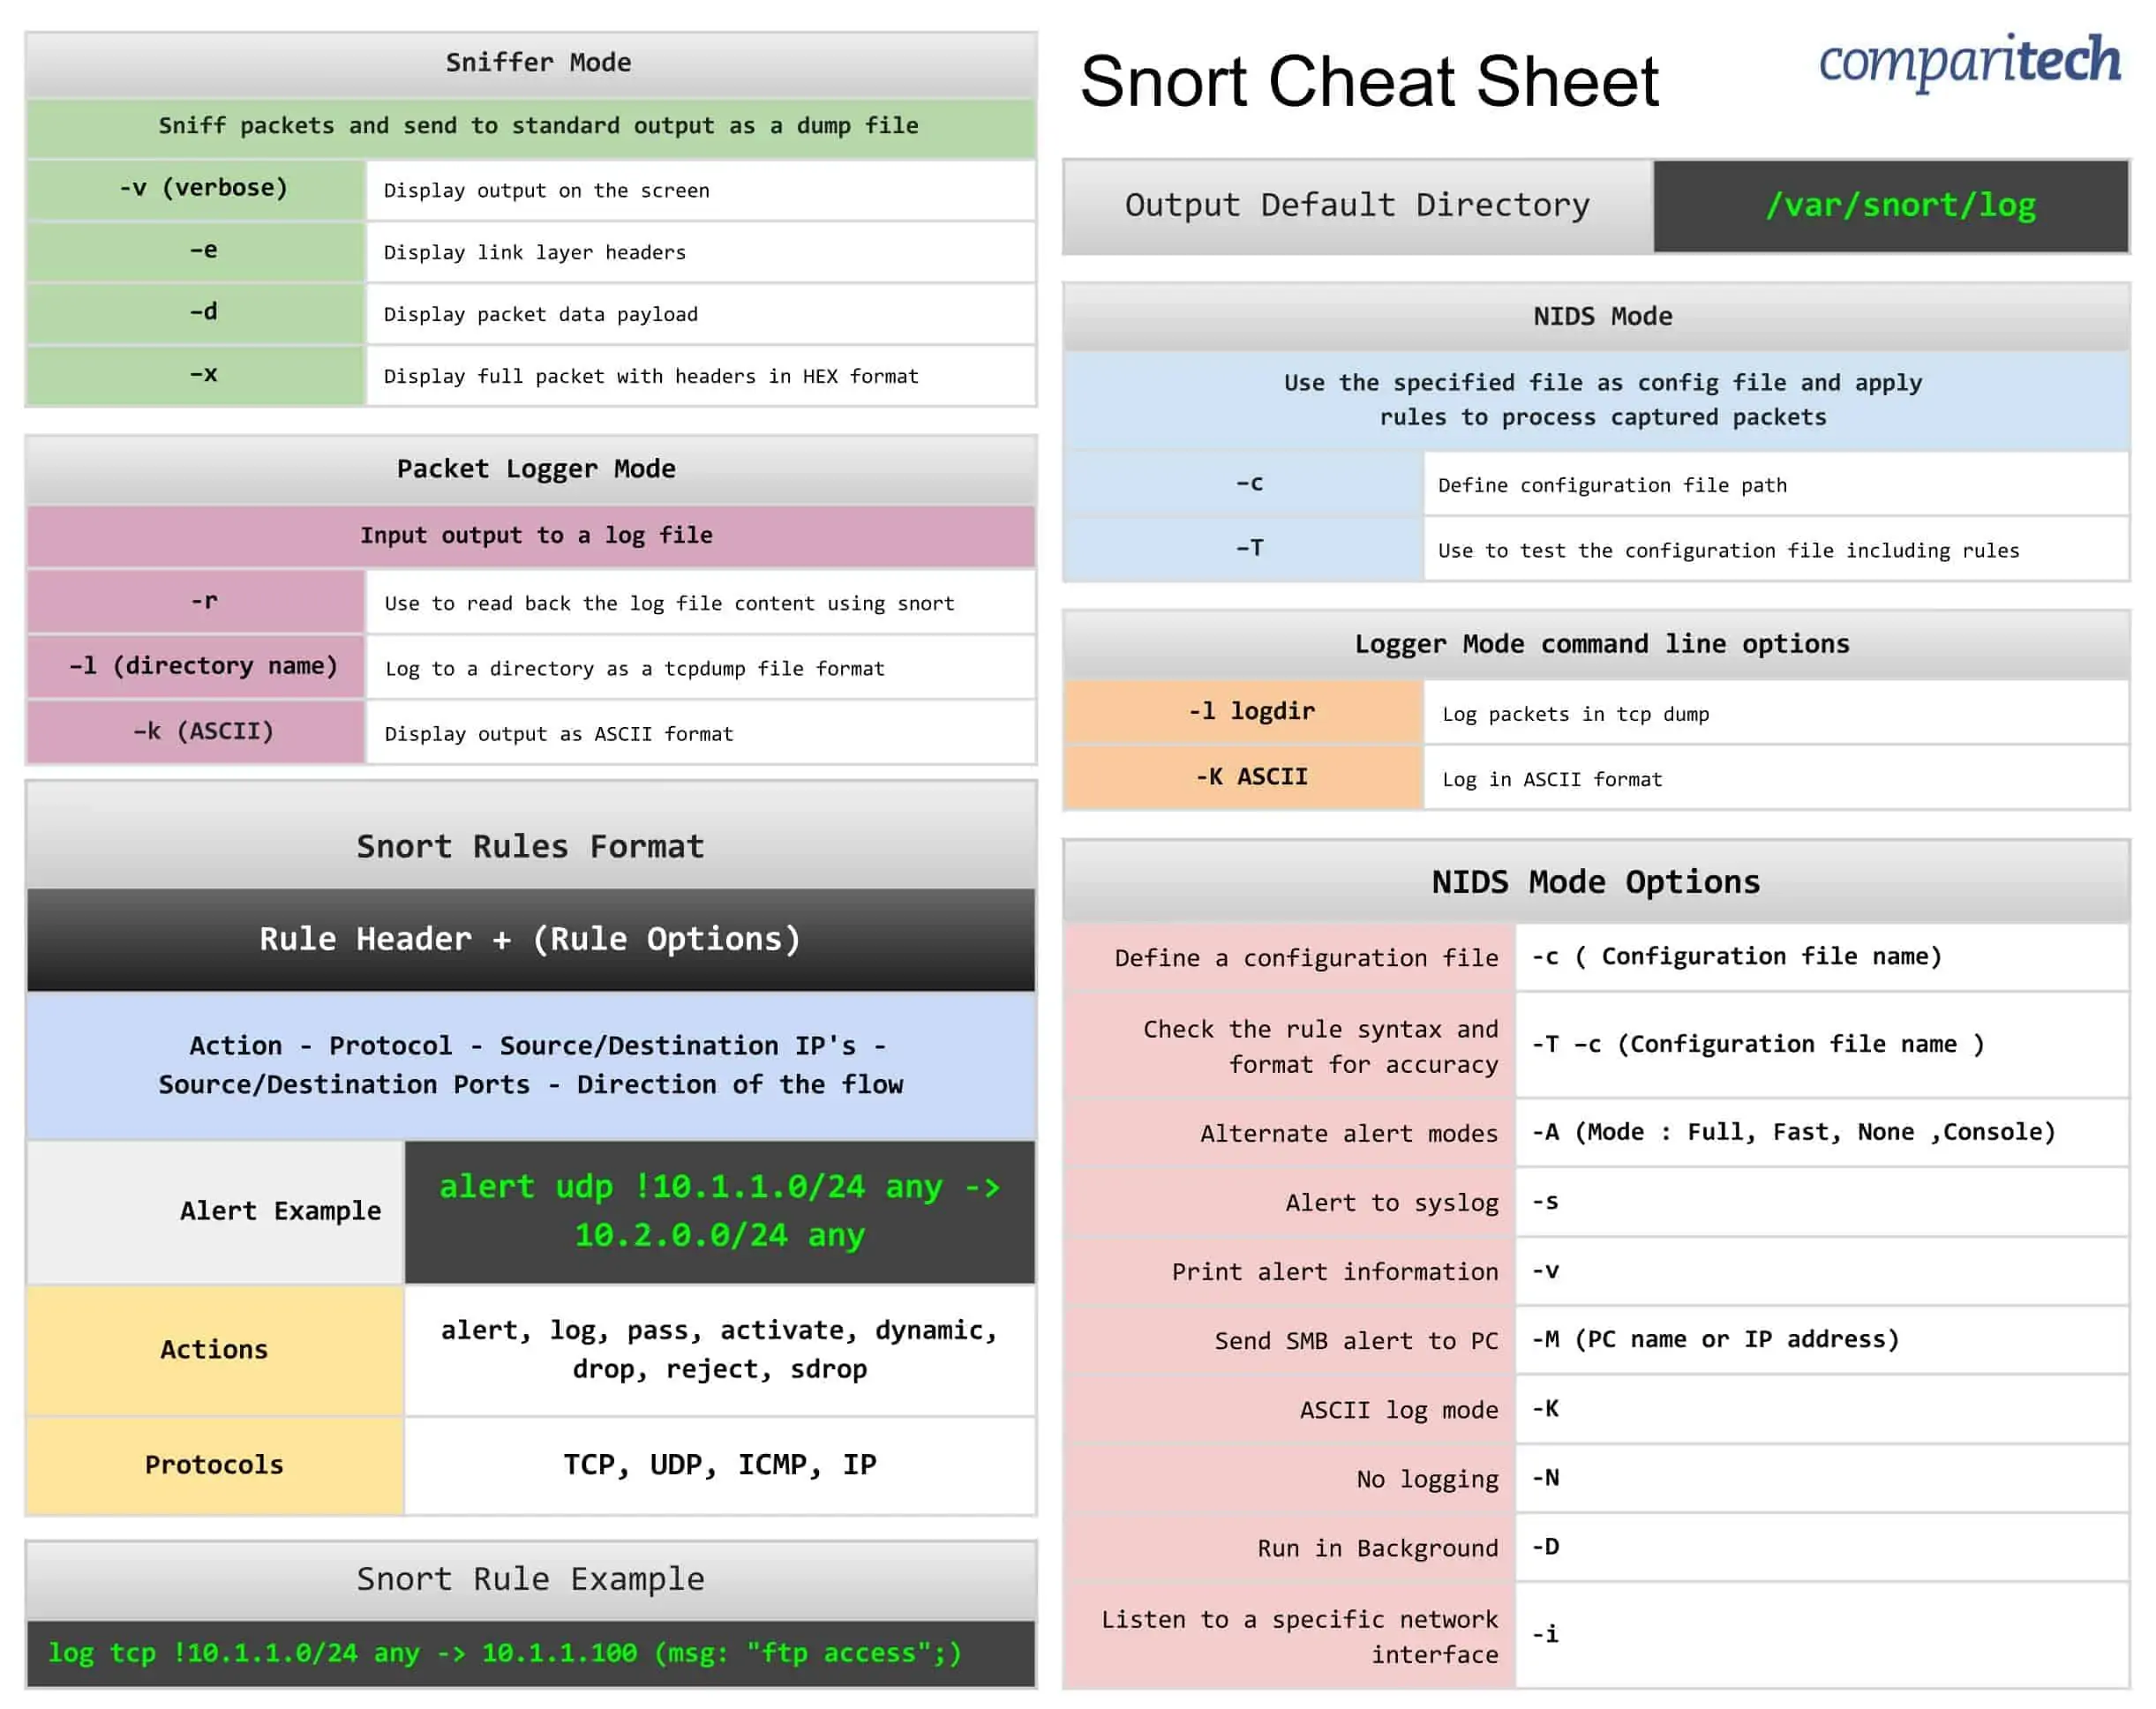 Sniffer Mode
Sniff packets and send to standard output as a dump file
-v (verbose) Display output on the screen
–e Display link layer headers
–d Display packet data payload
–x Display full packet with headers in HEX format
Packet Logger Mode
Input output to a log file
-r Use to read back the log file content using snort
–l (directory name) Log to a directory as a tcpdump file format
–k (ASCII) Display output as ASCII format
Snort Rules Format
Rule Header + (Rule Options)
Action - Protocol - Source/Destination IP's -
Source/Destination Ports - Direction of the flow
Alert Example
alert udp !10.1.1.0/24 any ->
10.2.0.0/24 any
Actions
alert, log, pass, activate, dynamic,
drop, reject, sdrop
Protocols TCP, UDP, ICMP, IP
Snort Rule Example
log tcp !10.1.1.0/24 any -> 10.1.1.100 (msg: "ftp access";)
Snort Cheat Sheet
comparitech
Output Default Directory /var/snort/log
NIDS Mode
Use the specified file as config file and apply
rules to process captured packets
–c Define configuration file path
–T Use to test the configuration file including rules
Logger Mode command line options
-l logdir Log packets in tcp dump
-K ASCII Log in ASCII format
NIDS Mode Options
Define a configuration file -c ( Configuration file name)
Check the rule syntax and
format for accuracy
-T –c (Configuration file name )
Alternate alert modes -A (Mode : Full, Fast, None ,Console)
Alert to syslog -s
Print alert information -v
Send SMB alert to PC -M (PC name or IP address)
ASCII log mode -K
No logging -N
Run in Background -D
Listen to a specific network
interface
-i